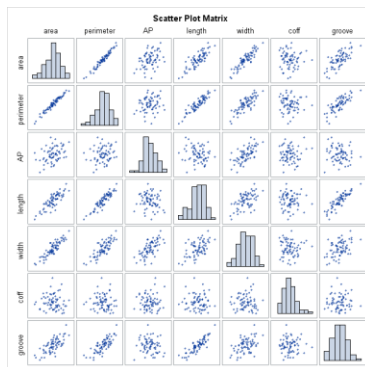 Scatter Plot Matrix
area perimeter AP length width coff groove
area
perimeter
AP
length
width
coff
groove